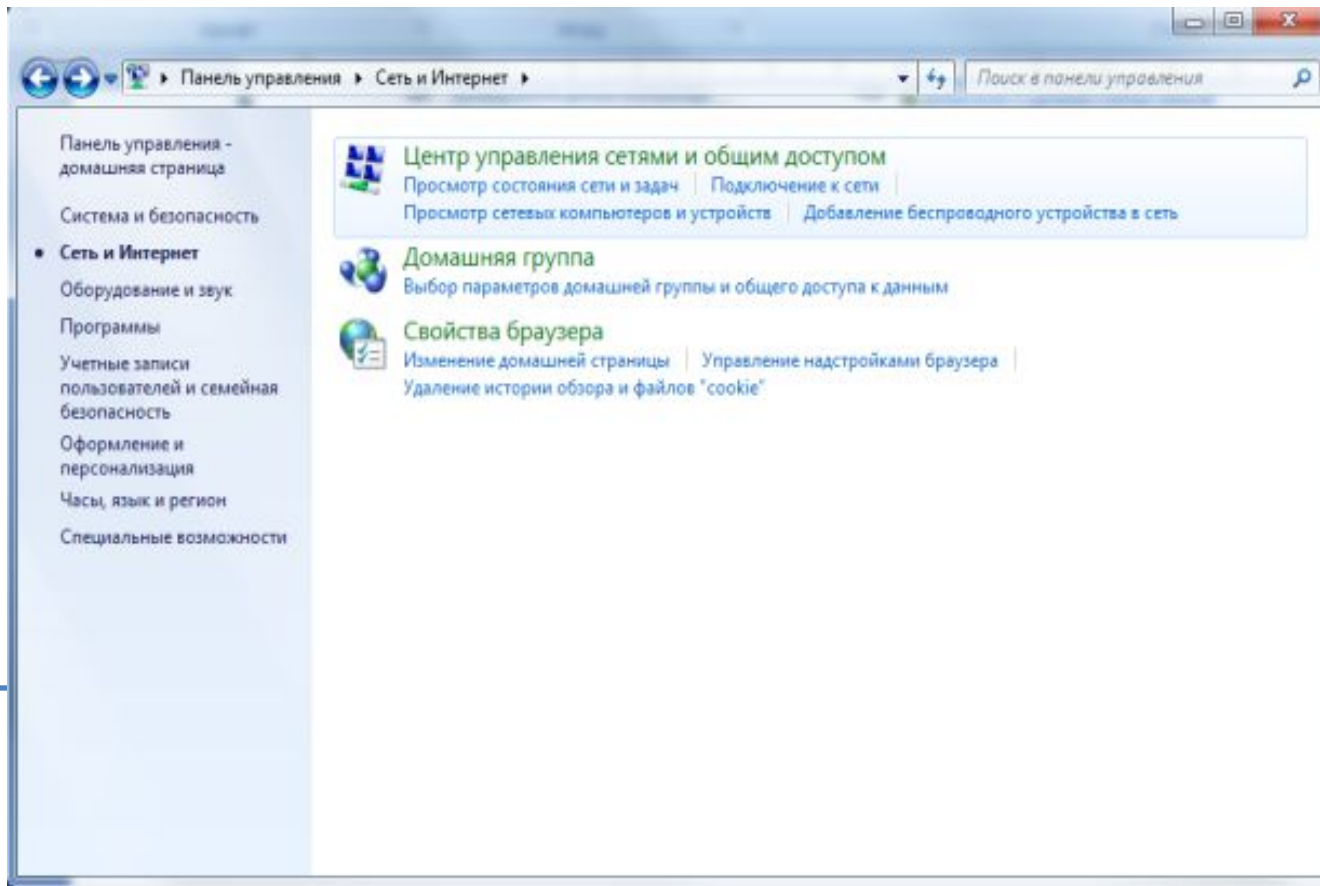 Панель управления ▸ Сеть и Интернет ▸
Поиск в панели управления
Панель управления -
домашняя страница
Система и безопасность
• Сеть и Интернет
Оборудование и звук
Программы
Учетные записи
пользователей и семейная
безопасность
Оформление и
персонализация
Часы, язык и регион
Специальные возможности
Центр управления сетями и общим доступом
Просмотр состояния сети и задач | Подключение к сети
Просмотр сетевых компьютеров и устройств | Добавление беспроводного устройства в сеть
Домашняя группа
Выбор параметров домашней группы и общего доступа к данным
Свойства браузера
Изменение домашней страницы | Управление надстройками браузера
Удаление истории обзора и файлов "cookie"